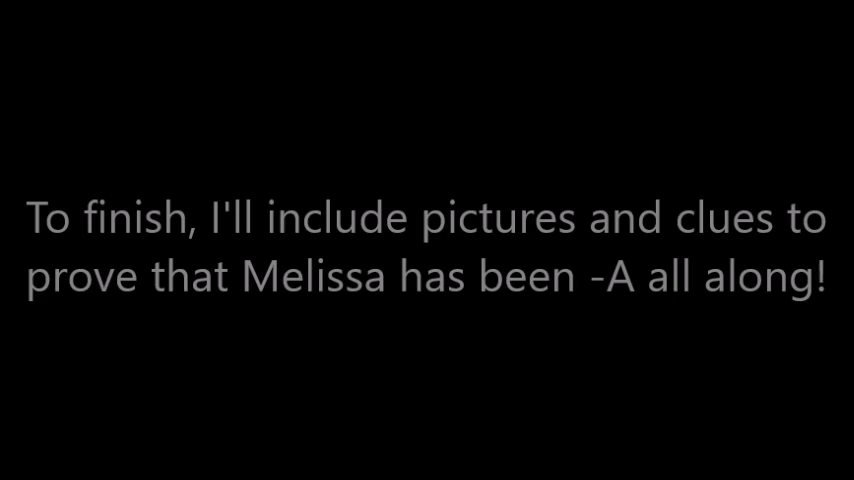 To finish, I'll include pictures and clues to
prove that Melissa has been -A all along!